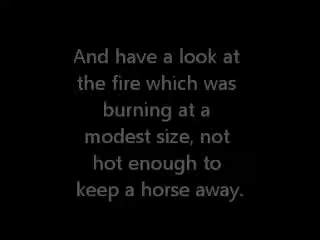 And have a look at
the fire which was
burning at a
modest size, not
hot enough to
keep a horse away.